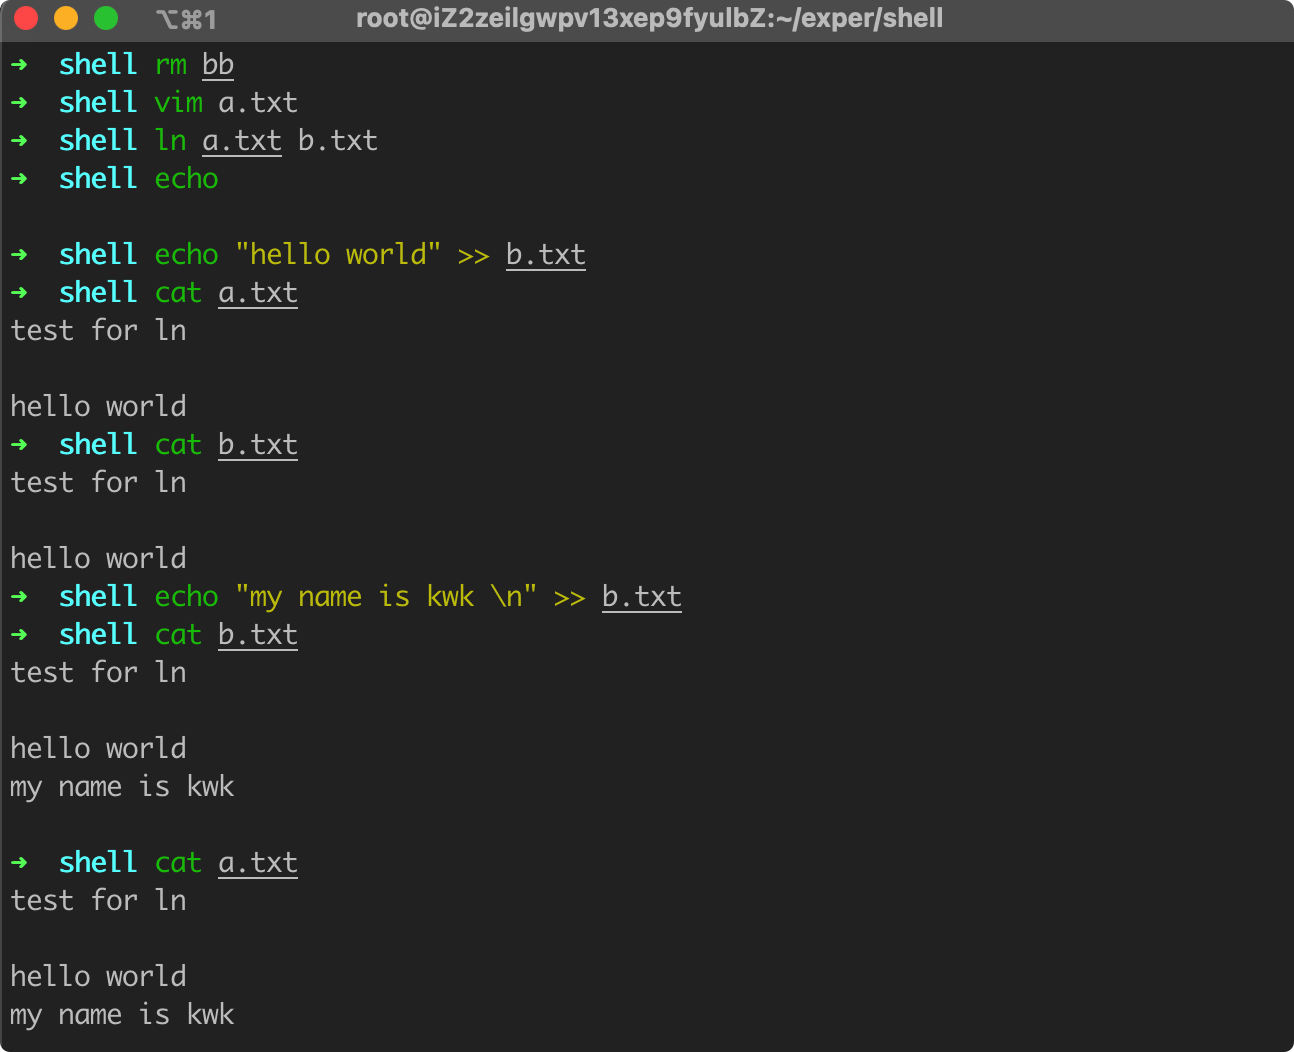 ⌥⌘1 root@iZ2zeilgwpv13xep9fyulbZ:~/exper/shell
➜ shell rm bb
➜ shell vim a.txt
➜ shell ln a.txt b.txt
➜ shell echo
➜ shell echo "hello world" >> b.txt
➜ shell cat a.txt
test for ln
hello world
➜ shell cat b.txt
test for ln
hello world
➜ shell echo "my name is kwk \n" >> b.txt
➜ shell cat b.txt
test for ln
hello world
my name is kwk
➜ shell cat a.txt
test for ln
hello world
my name is kwk